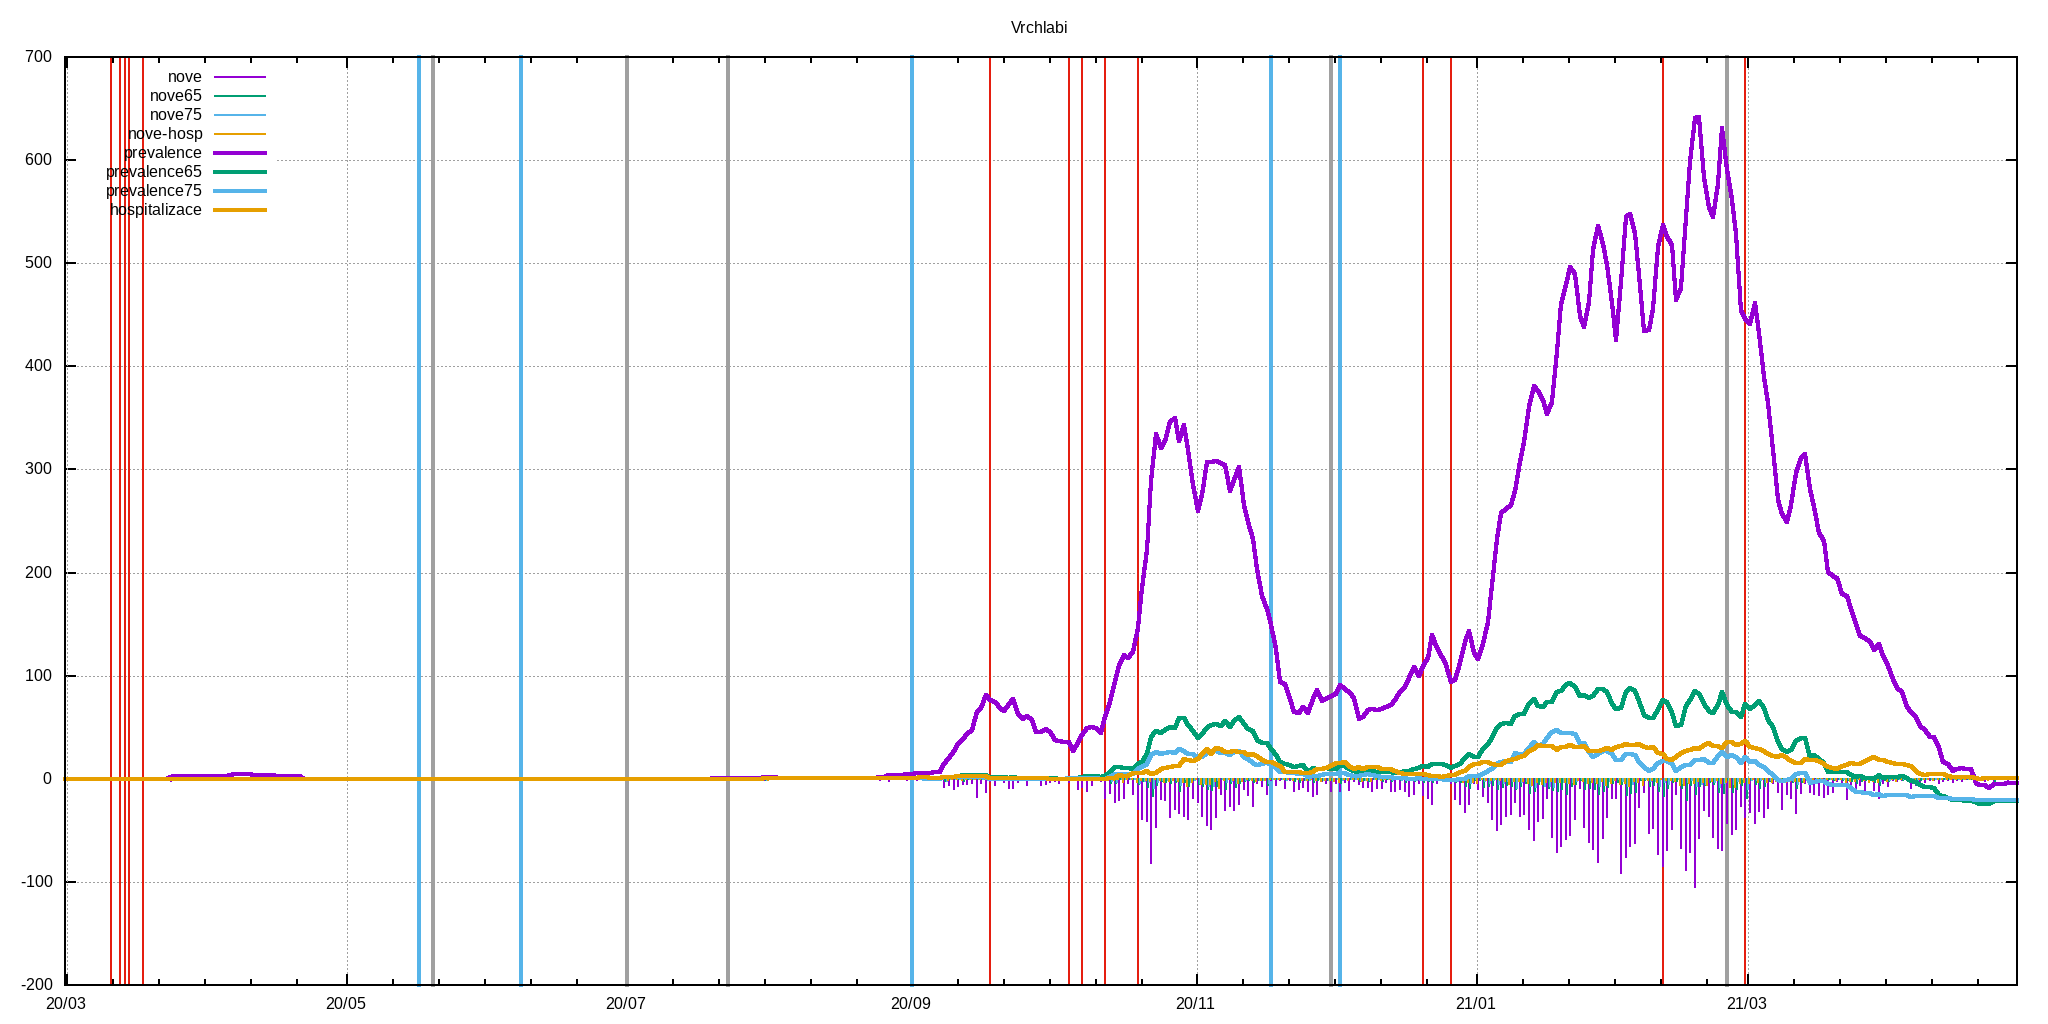 Vrchlabi
700
600
500
400
300
200
100
0
-100
-200
nove
nove65
nove75
nove-hosp
prevalence
prevalence65
prevalence75
hospitalizace
20/03
20/05
20/07
20/09
20/11
21/01
21/03